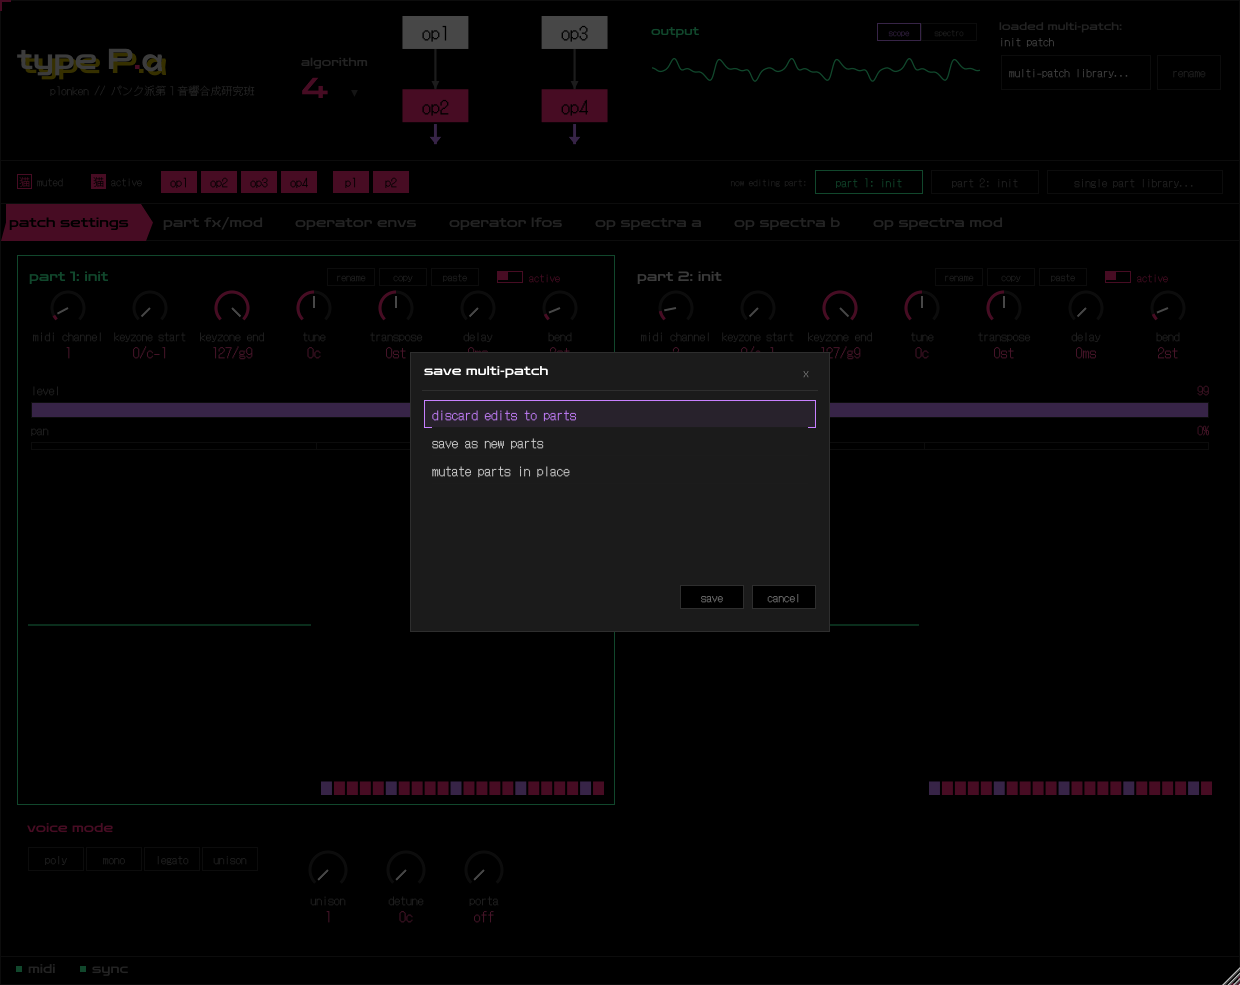 type P.a
plonken // パンク派第1音響合成研究班
algorithm
4
op1
op3
op2
op4
output
scope
spectra
loaded multi-patch:
init patch
multi-patch library...
rename
muted
active
op1
op2
op3
op4
p1
p2
now editing part:
part 1: init
part 2: init
single part library...
patch settings
part fx/mod
operator envs
operator lfos
op spectra a
op spectra b
op spectra mod
part 1: init
rename
copy
paste
active
midi channel
keyzone start
keyzone end
tune
transpose
delay
bend
1
0/c-1
127/g9
0c
0st
part 2: init
rename
copy
paste
active
midi channel
keyzone start
keyzone end
tune
transpose
delay
bend
127/g9
0c
0st
0ms
2st
level
99
pan
0%
save multi-patch
x
discard edits to parts
save as new parts
mutate parts in place
save
cancel
voice mode
poly
mono
legato
unison
unison
detune
porta
1
0c
off
midi
sync